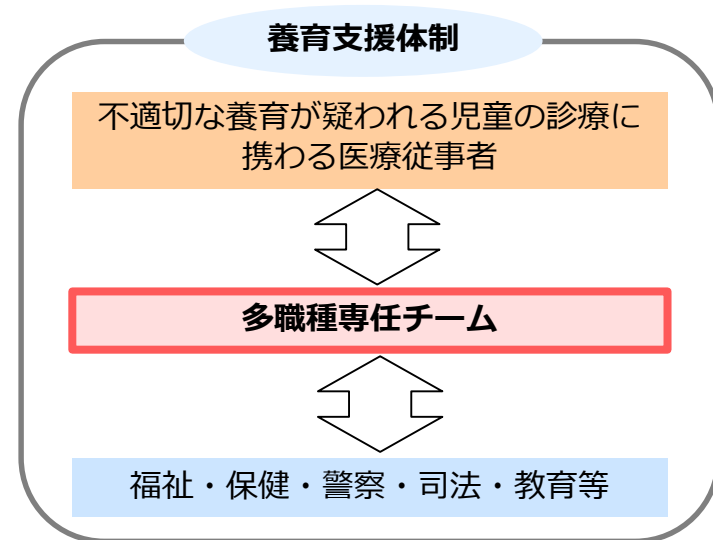 養育支援体制
不適切な養育が疑われる児童の診療に
携わる医療従事者
多職種専任チーム
福祉・保健・警察・司法・教育等